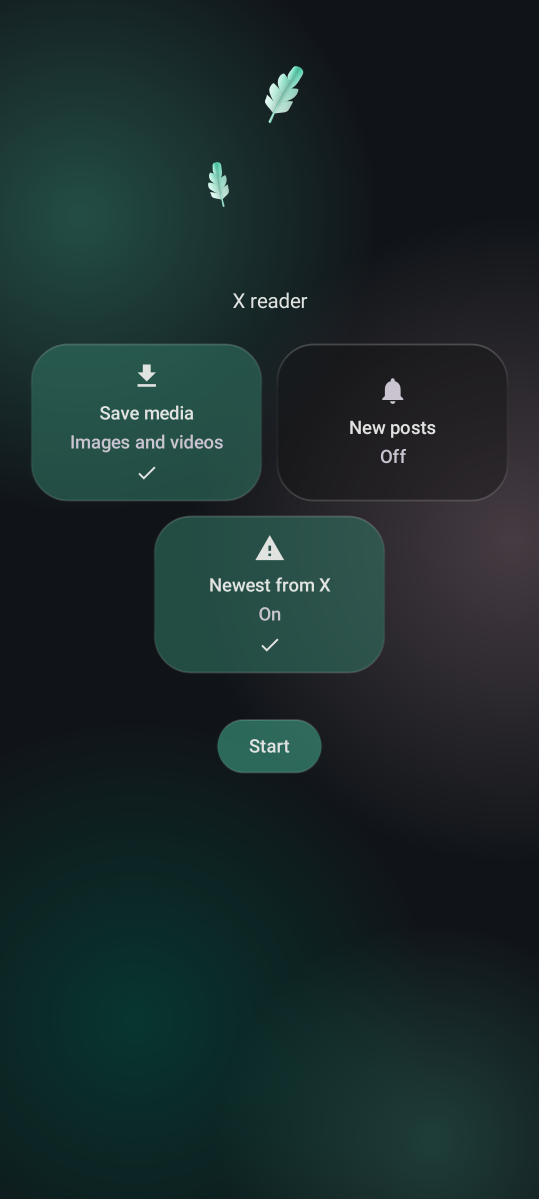 X reader
Save media
Images and videos
New posts
Off
Newest from X
On
Start